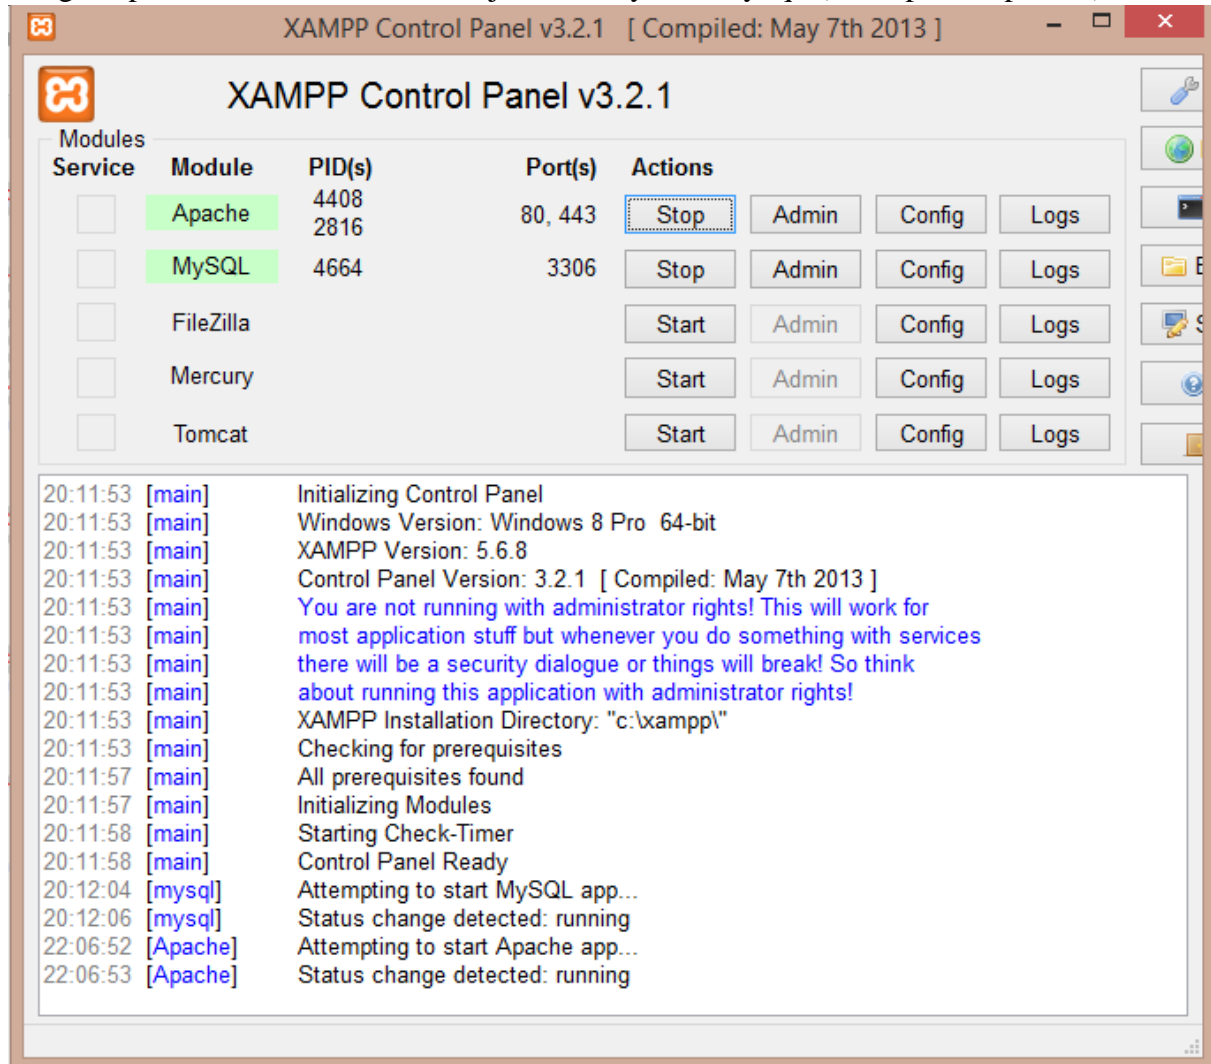 XAMPP Control Panel v3.2.1 [ Compiled: May 7th 2013 ]
XAMPP Control Panel v3.2.1
Modules
Service Module PID(s) Port(s) Actions
Apache 4408 2816 80, 443 Stop Admin Config Logs
MySQL 4664 3306 Stop Admin Config Logs
FileZilla Start Admin Config Logs
Mercury Start Admin Config Logs
Tomcat Start Admin Config Logs
20:11:53 [main] Initializing Control Panel
20:11:53 [main] Windows Version: Windows 8 Pro 64-bit
20:11:53 [main] XAMPP Version: 5.6.8
20:11:53 [main] Control Panel Version: 3.2.1 [ Compiled: May 7th 2013 ]
20:11:53 [main] You are not running with administrator rights! This will work for
20:11:53 [main] most application stuff but whenever you do something with services
20:11:53 [main] there will be a security dialogue or things will break! So think
20:11:53 [main] about running this application with administrator rights!
20:11:53 [main] XAMPP Installation Directory: "c:\xampp\"
20:11:53 [main] Checking for prerequisites
20:11:57 [main] All prerequisites found
20:11:57 [main] Initializing Modules
20:11:58 [main] Starting Check-Timer
20:11:58 [main] Control Panel Ready
20:12:04 [mysql] Attempting to start MySQL app...
20:12:06 [mysql] Status change detected: running
22:06:52 [Apache] Attempting to start Apache app...
22:06:53 [Apache] Status change detected: running